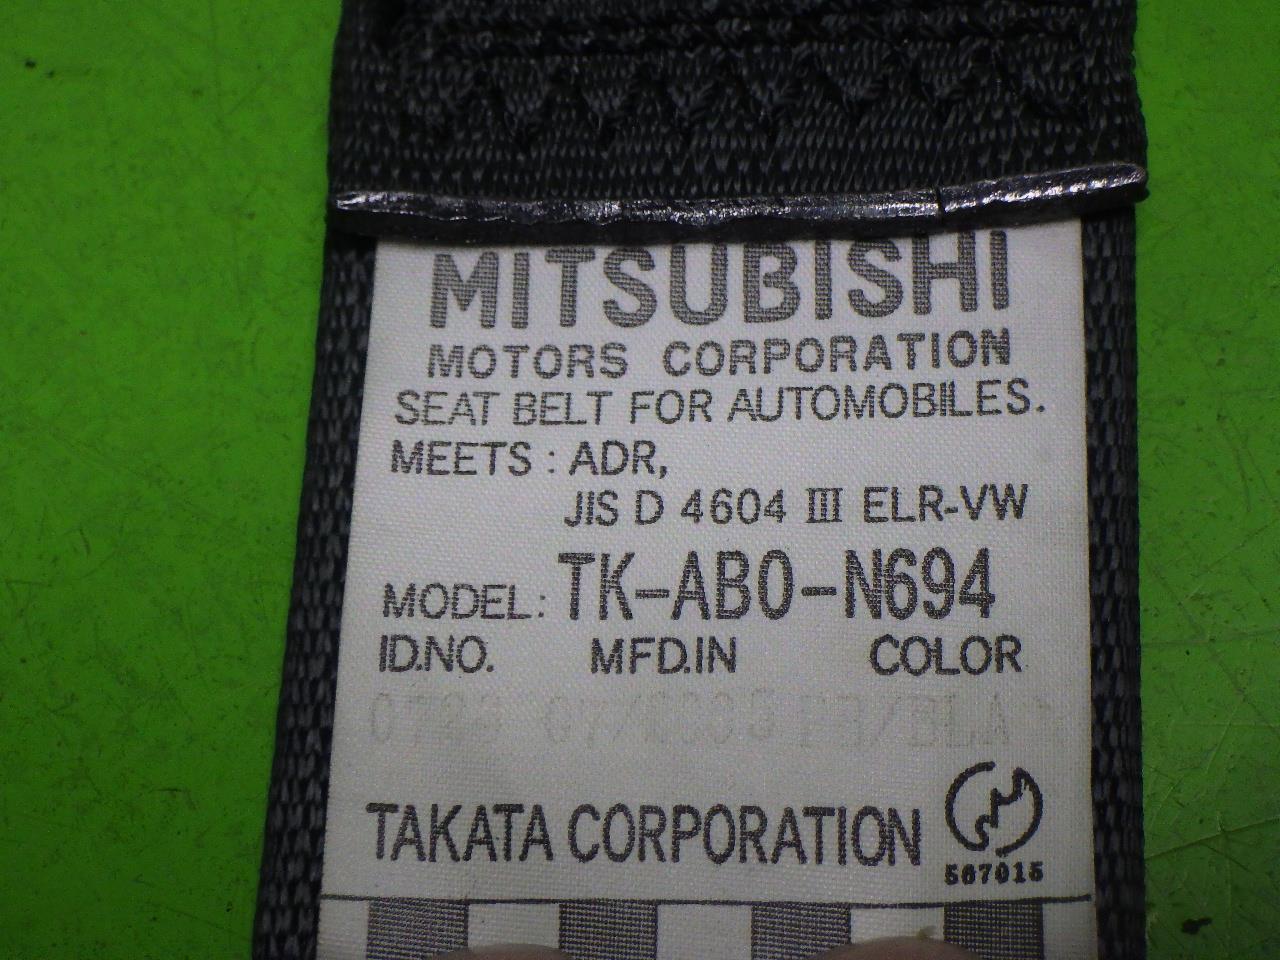 MITSUBISHI
MOTORS CORPORATION
SEAT BELT FOR AUTOMOBILES.
MEETS : ADR,
JIS D 4604 III ELR-VW
MODEL: TK-AB0-N694
ID.NO. MFD.IN COLOR
TAKATA CORPORATION
567015